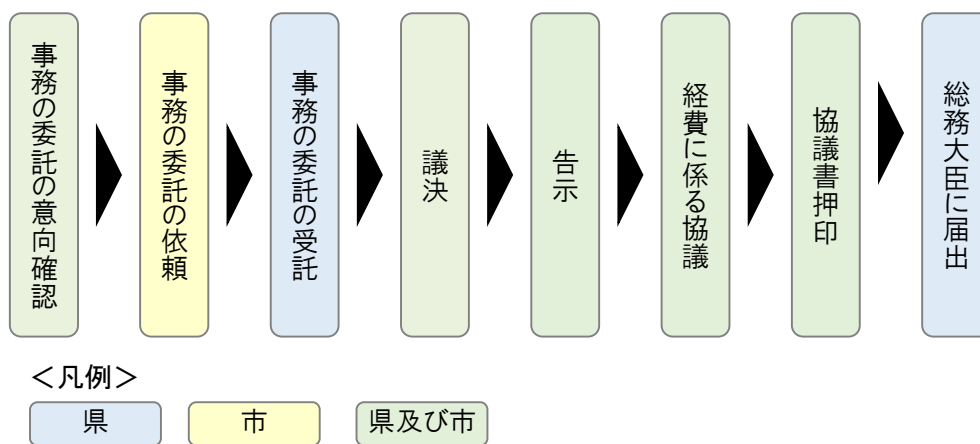 事務の委託の意向確認
事務の委託の依頼
事務の委託の受託
議決
告示
経費に係る協議
協議書押印
総務大臣に届出
＜凡例＞
県
市
県及び市